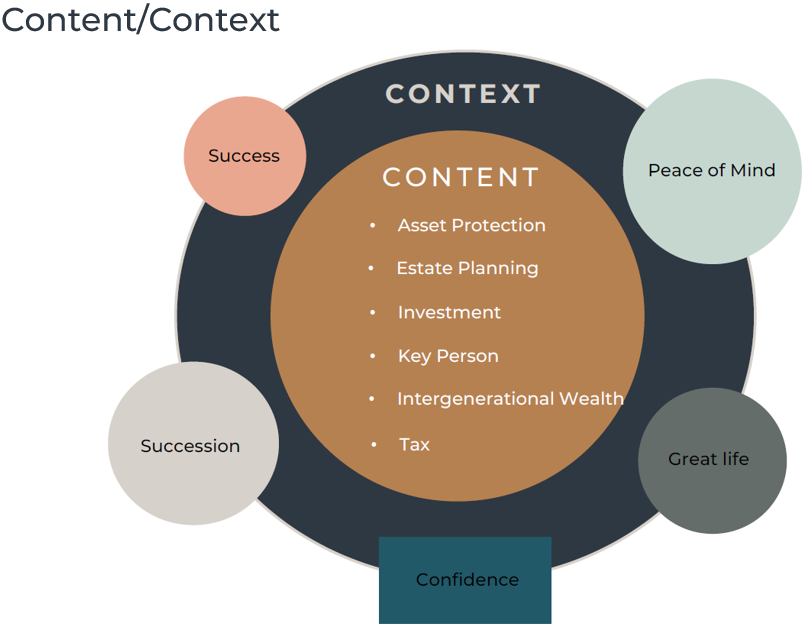 Content/Context
CONTEXT
Success
Peace of Mind
CONTENT
• Asset Protection
• Estate Planning
• Investment
• Key Person
• Intergenerational Wealth
• Tax
Succession
Great life
Confidence